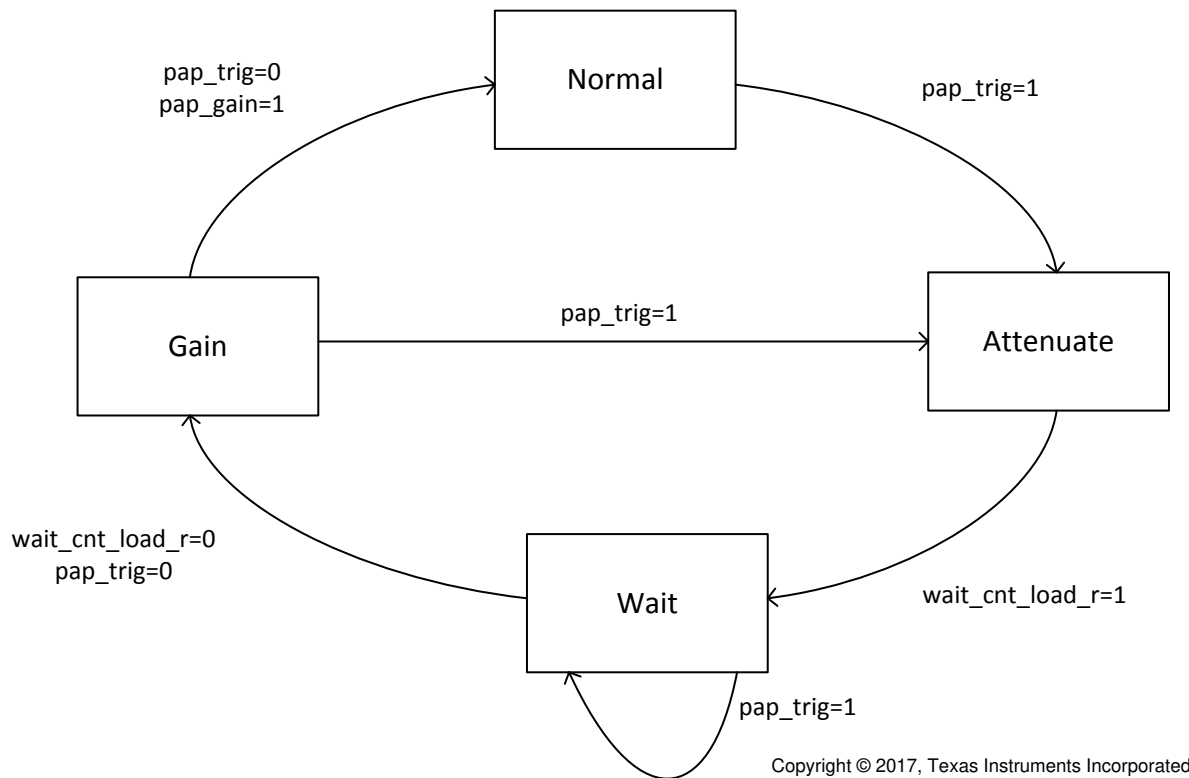 pap_trig=0
pap_gain=1
Normal
pap_trig=1
Gain
pap_trig=1
Attenuate
wait_cnt_load_r=0
pap_trig=0
Wait
wait_cnt_load_r=1
pap_trig=1
Copyright © 2017, Texas Instruments Incorporated